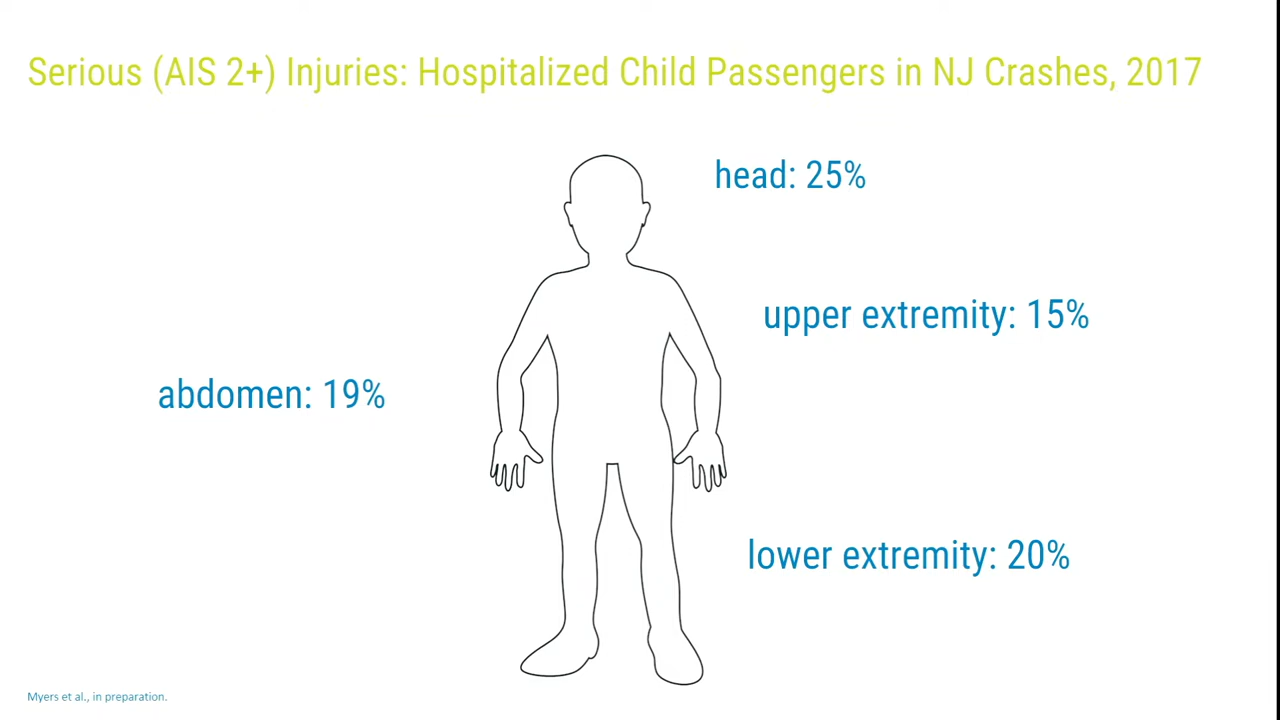 Serious (AIS 2+) Injuries: Hospitalized Child Passengers in NJ Crashes, 2017
head: 25%
upper extremity: 15%
abdomen: 19%
lower extremity: 20%
Myers et al., in preparation.